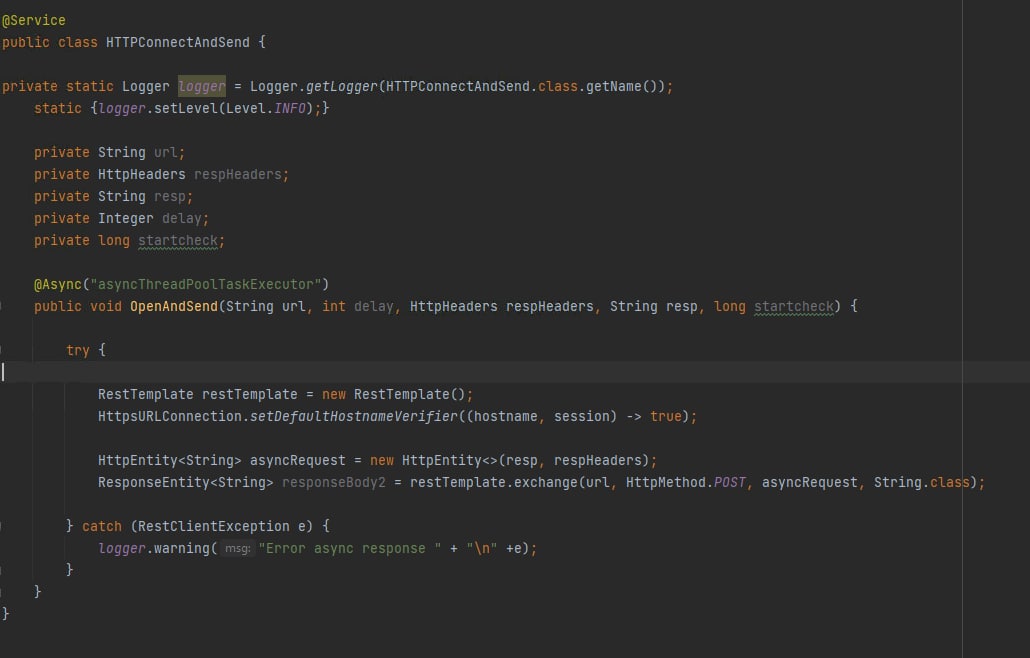 @Service
public class HTTPConnectAndSend {
private static Logger logger = Logger.getLogger(HTTPConnectAndSend.class.getName());
static {logger.setLevel(Level.INFO);}
private String url;
private HttpHeaders respHeaders;
private String resp;
private Integer delay;
private long startcheck;
@Async("asyncThreadPoolTaskExecutor")
public void OpenAndSend(String url, int delay, HttpHeaders respHeaders, String resp, long startcheck) {
try {
RestTemplate restTemplate = new RestTemplate();
HttpsURLConnection.setDefaultHostnameVerifier((hostname, session) -> true);
HttpEntity<String> asyncRequest = new HttpEntity<>(resp, respHeaders);
ResponseEntity<String> responseBody2 = restTemplate.exchange(url, HttpMethod.POST, asyncRequest, String.class);
} catch (RestClientException e) {
logger.warning( msg: "Error async response " + "\n" +e);
}
}
}